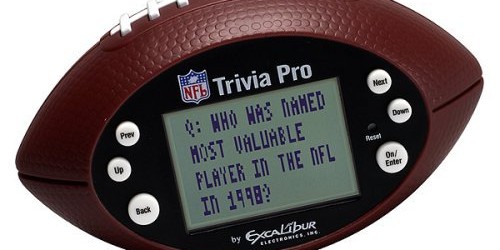 NFL
Trivia Pro
Next
Down
Reset
On/
Enter
Prev
Up
Back
Q: WHO WAS NAMED
MOST VALUABLE
PLAYER IN THE NFL
IN 1998?
by EXCALIBUR
ELECTRONICS, INC.